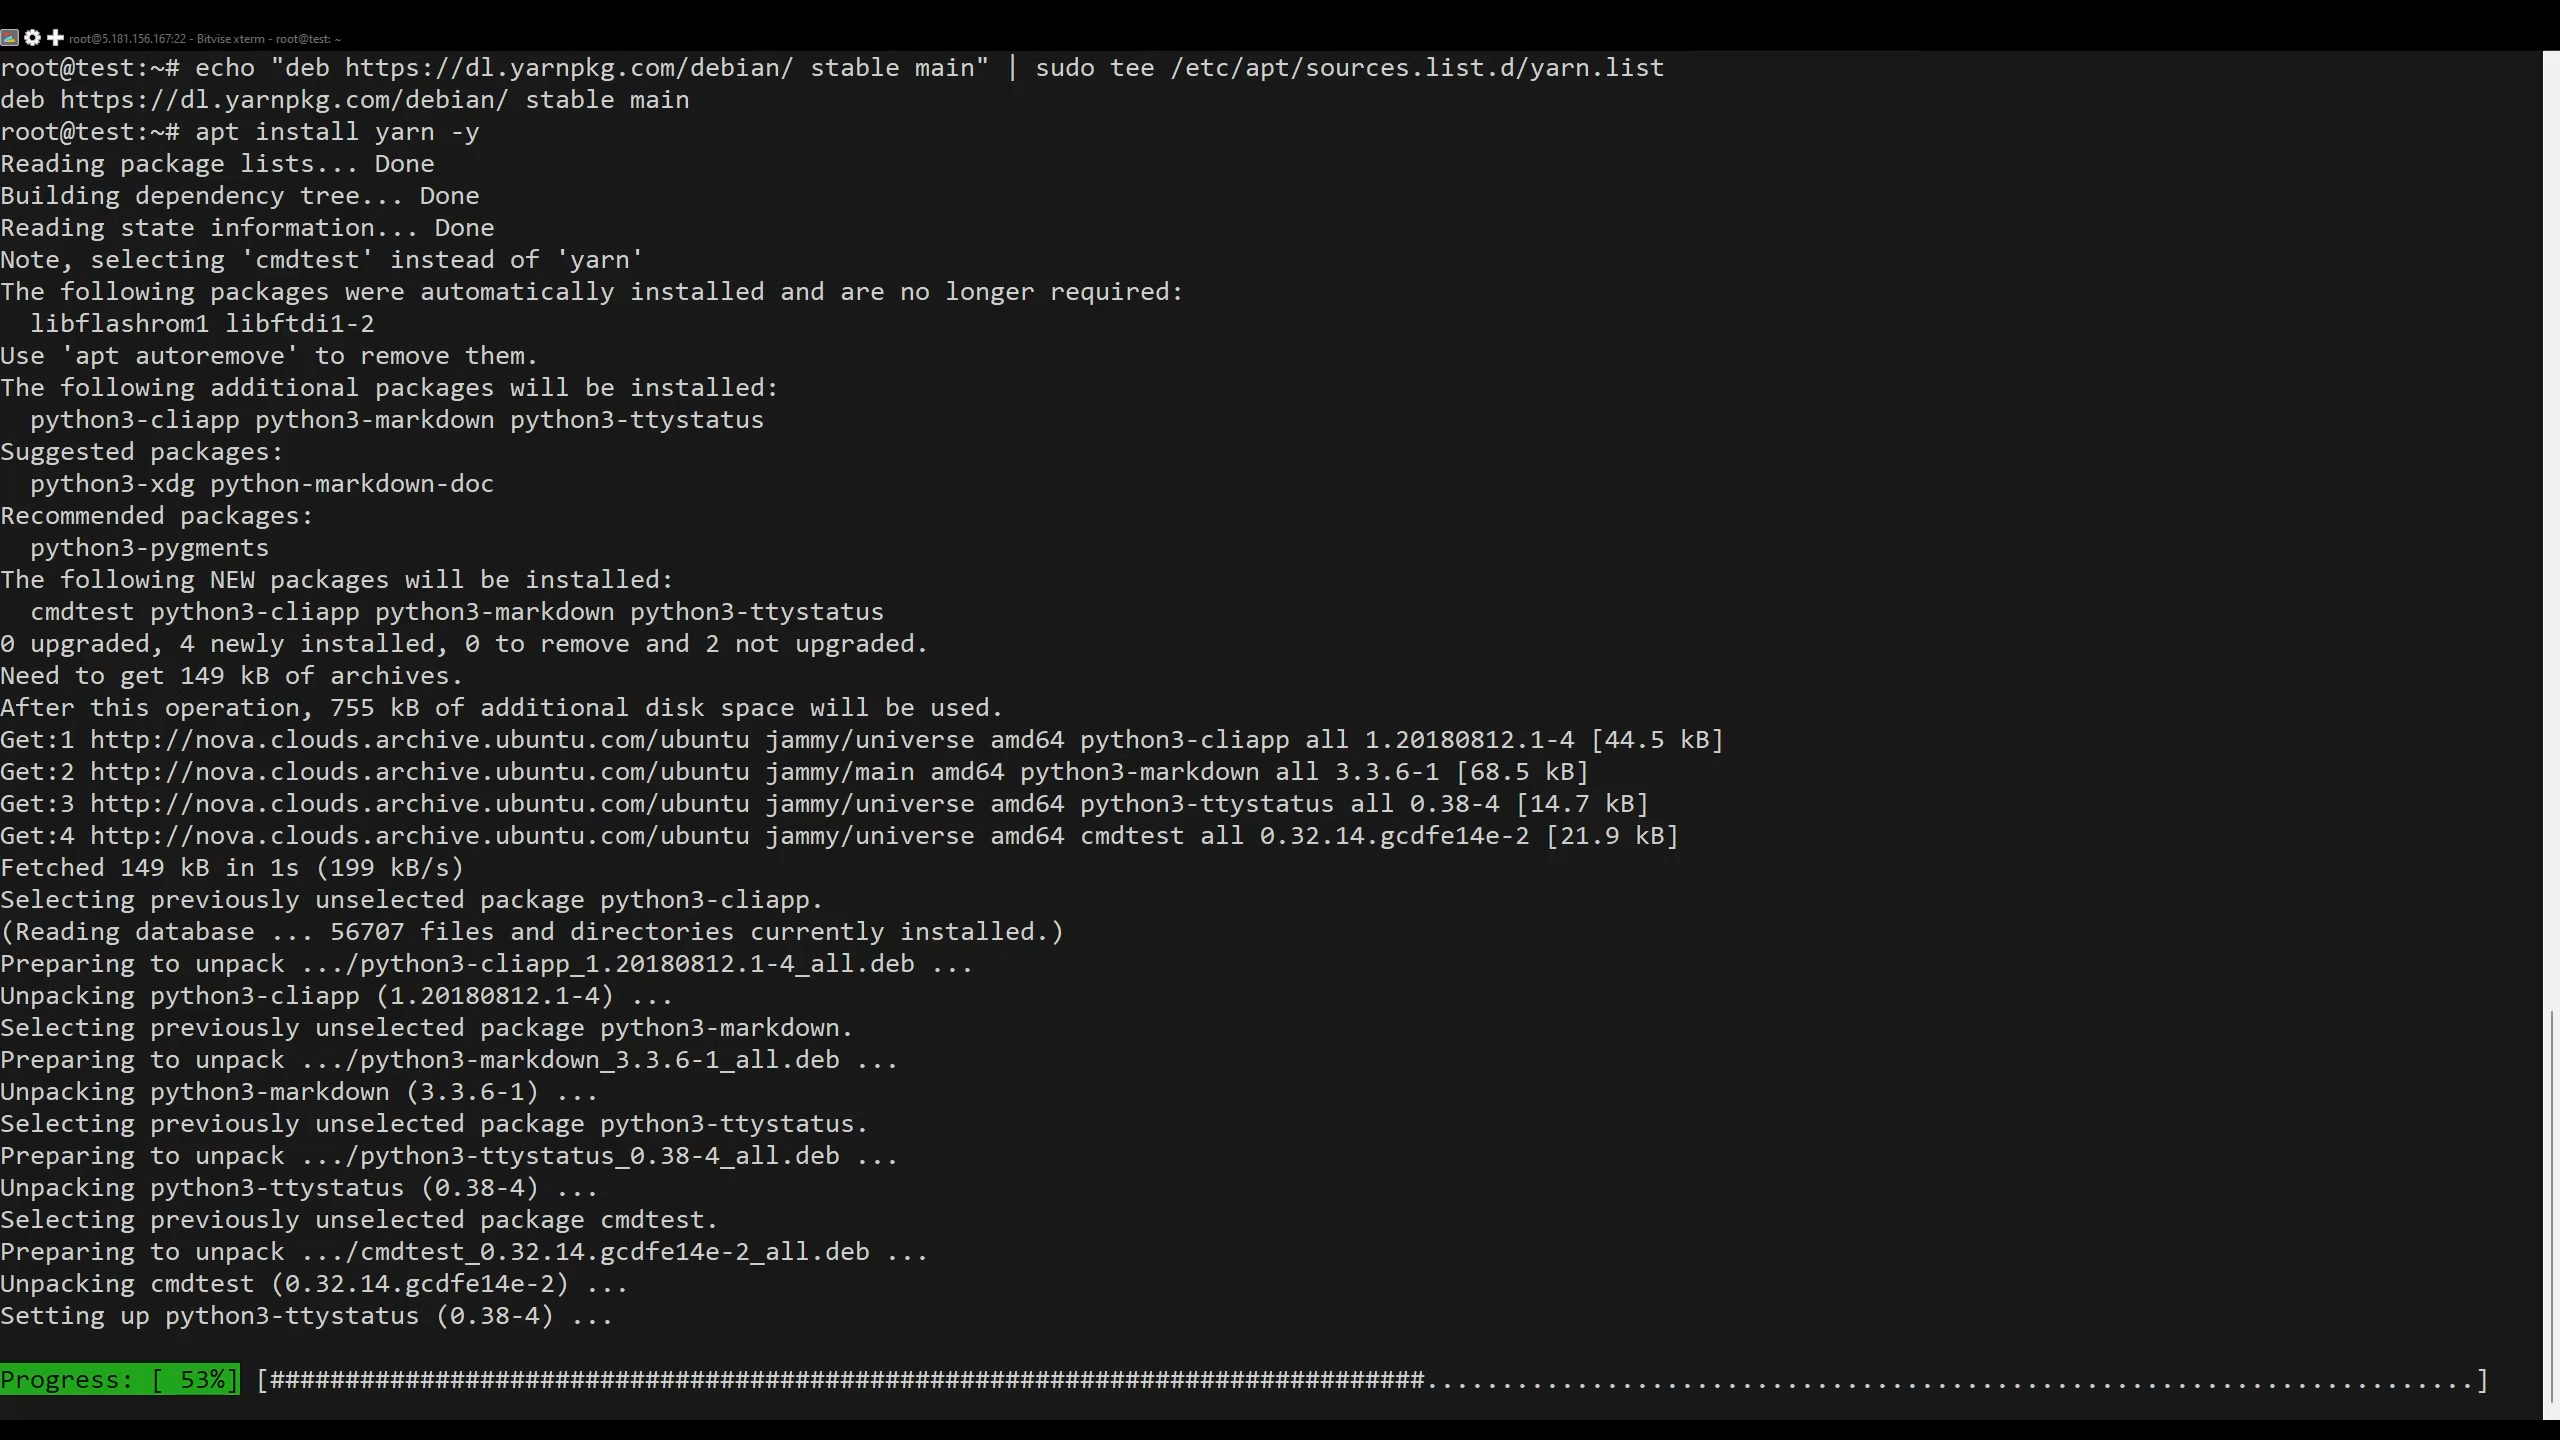 root@5.181.156.167:22 - Bitvise xterm - root@test: ~
root@test:~# echo "deb https://dl.yarnpkg.com/debian/ stable main" | sudo tee /etc/apt/sources.list.d/yarn.list
deb https://dl.yarnpkg.com/debian/ stable main
root@test:~# apt install yarn -y
Reading package lists... Done
Building dependency tree... Done
Reading state information... Done
Note, selecting 'cmdtest' instead of 'yarn'
The following packages were automatically installed and are no longer required:
  libflashrom1 libftdi1-2
Use 'apt autoremove' to remove them.
The following additional packages will be installed:
  python3-cliapp python3-markdown python3-ttystatus
Suggested packages:
  python3-xdg python-markdown-doc
Recommended packages:
  python3-pygments
The following NEW packages will be installed:
  cmdtest python3-cliapp python3-markdown python3-ttystatus
0 upgraded, 4 newly installed, 0 to remove and 2 not upgraded.
Need to get 149 kB of archives.
After this operation, 755 kB of additional disk space will be used.
Get:1 http://nova.clouds.archive.ubuntu.com/ubuntu jammy/universe amd64 python3-cliapp all 1.20180812.1-4 [44.5 kB]
Get:2 http://nova.clouds.archive.ubuntu.com/ubuntu jammy/main amd64 python3-markdown all 3.3.6-1 [68.5 kB]
Get:3 http://nova.clouds.archive.ubuntu.com/ubuntu jammy/universe amd64 python3-ttystatus all 0.38-4 [14.7 kB]
Get:4 http://nova.clouds.archive.ubuntu.com/ubuntu jammy/universe amd64 cmdtest all 0.32.14.gcdfe14e-2 [21.9 kB]
Fetched 149 kB in 1s (199 kB/s)
Selecting previously unselected package python3-cliapp.
(Reading database ... 56707 files and directories currently installed.)
Preparing to unpack .../python3-cliapp_1.20180812.1-4_all.deb ...
Unpacking python3-cliapp (1.20180812.1-4) ...
Selecting previously unselected package python3-markdown.
Preparing to unpack .../python3-markdown_3.3.6-1_all.deb ...
Unpacking python3-markdown (3.3.6-1) ...
Selecting previously unselected package python3-ttystatus.
Preparing to unpack .../python3-ttystatus_0.38-4_all.deb ...
Unpacking python3-ttystatus (0.38-4) ...
Selecting previously unselected package cmdtest.
Preparing to unpack .../cmdtest_0.32.14.gcdfe14e-2_all.deb ...
Unpacking cmdtest (0.32.14.gcdfe14e-2) ...
Setting up python3-ttystatus (0.38-4) ...
Progress: [ 53%] [#############################################################################......................................................................]